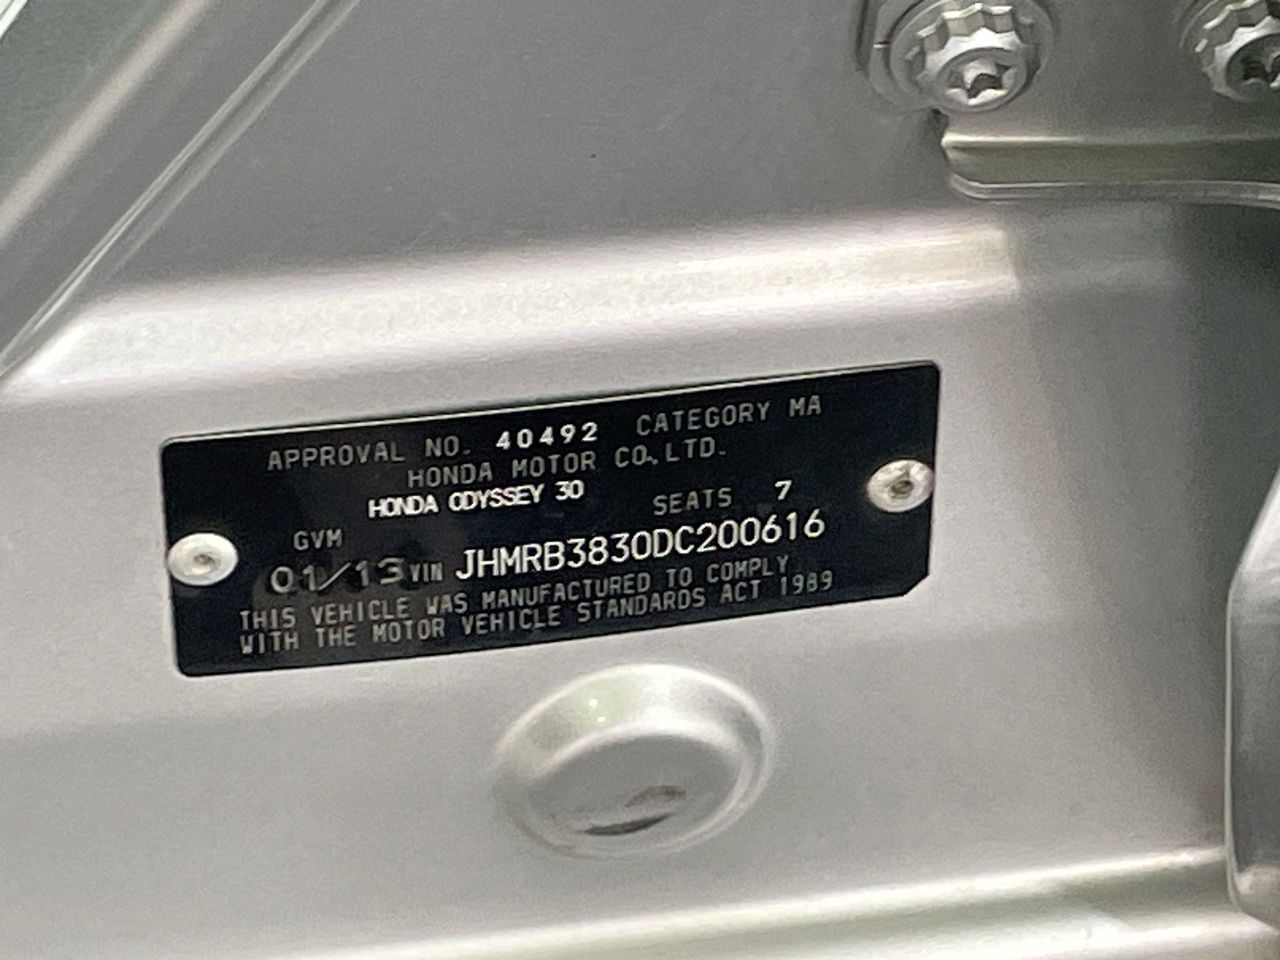 APPROVAL NO. 40492 CATEGORY MA
HONDA MOTOR CO., LTD.
HONDA ODYSSEY 30
GVM SEATS 7
01/13 VIN JHMRB3830DC200616
THIS VEHICLE WAS MANUFACTURED TO COMPLY
WITH THE MOTOR VEHICLE STANDARDS ACT 1989